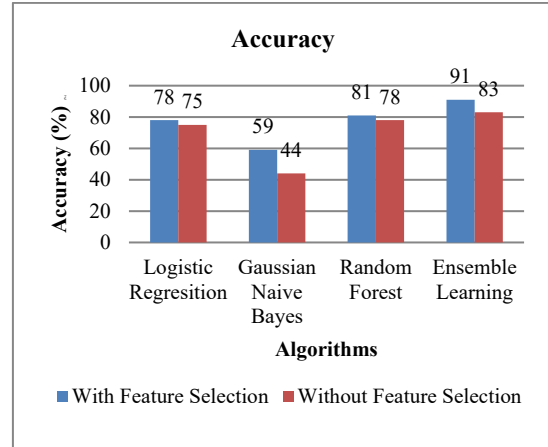 Accuracy
Accuracy (%)
100
80
60
40
20
0
78
75
59
44
81
78
91
83
Logistic
Regresition
Gaussian
Naive
Bayes
Random
Forest
Ensemble
Learning
Algorithms
With Feature Selection
Without Feature Selection